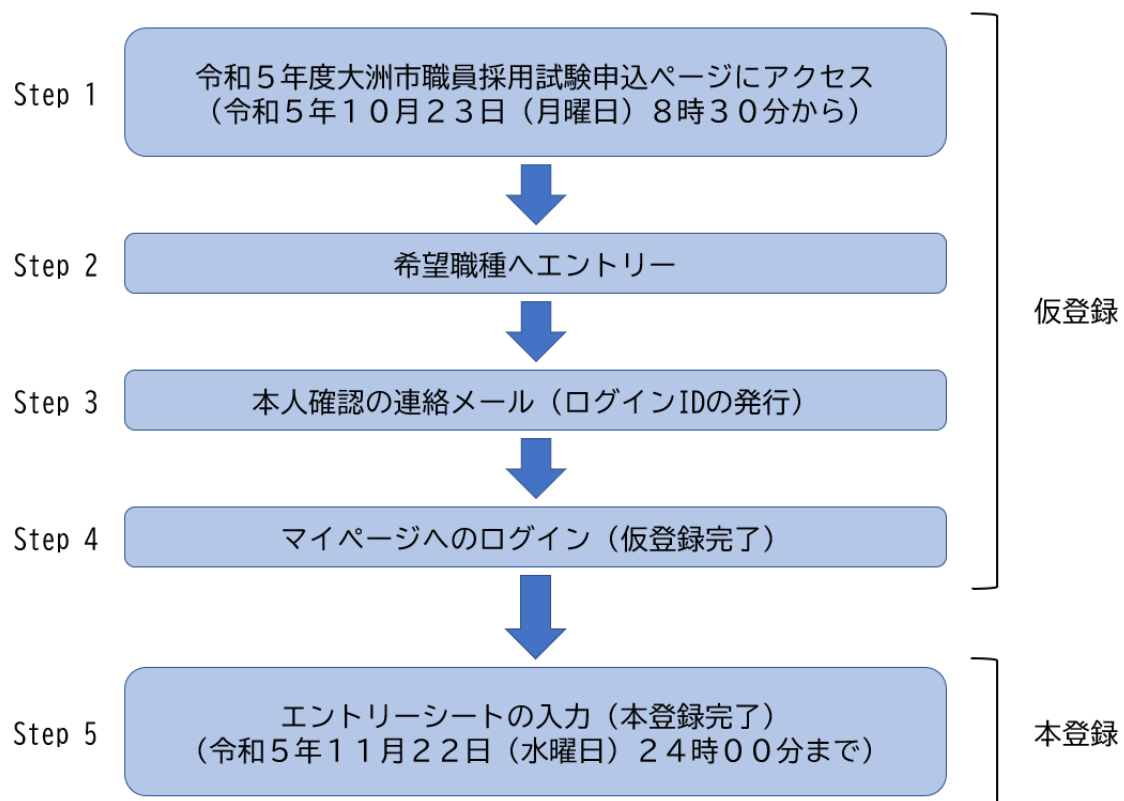 Step 1
令和５年度大洲市職員採用試験申込ページにアクセス
（令和５年１０月２３日（月曜日）８時３０分から）
Step 2
希望職種へエントリー
仮登録
Step 3
本人確認の連絡メール（ログインIDの発行）
Step 4
マイページへのログイン（仮登録完了）
Step 5
エントリーシートの入力（本登録完了）
（令和５年１１月２２日（水曜日）２４時００分まで）
本登録